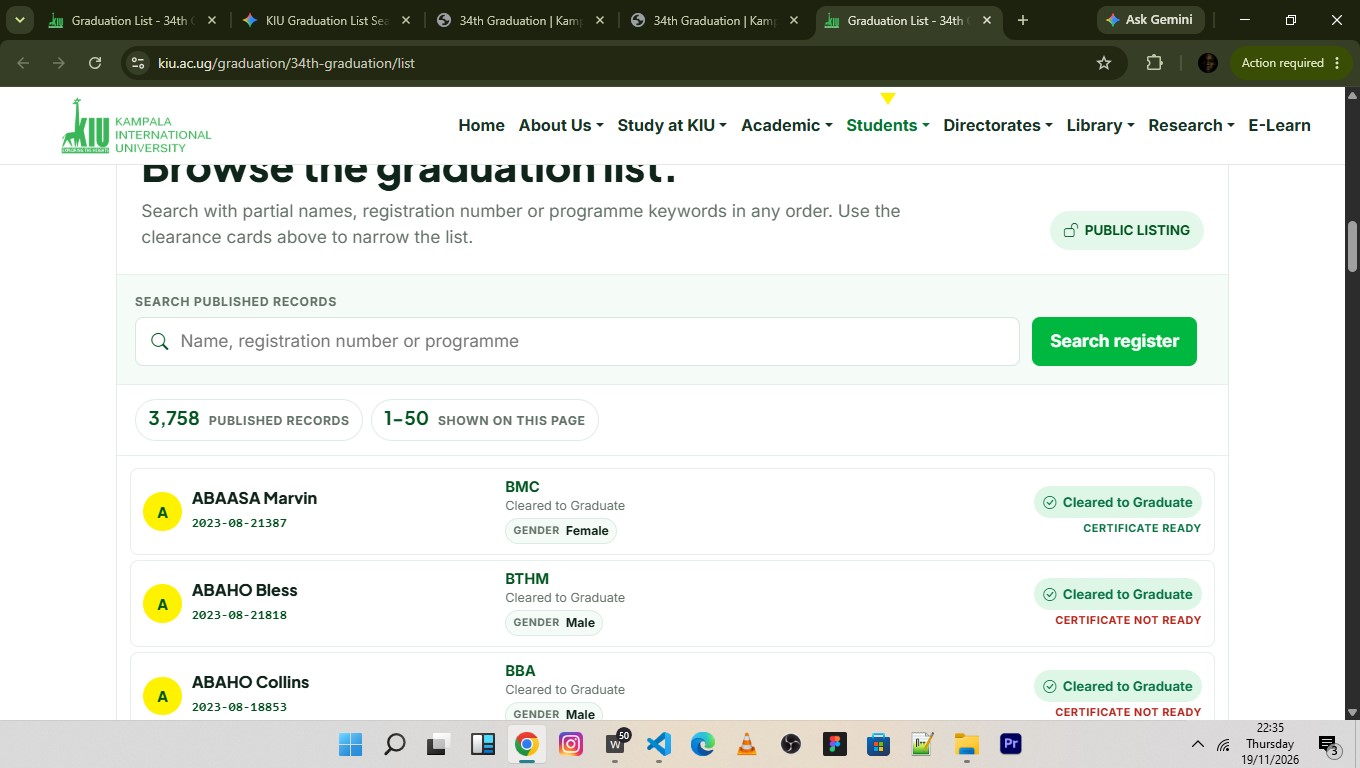 Graduation List - 34th
KIU Graduation List Sea
34th Graduation | Kamp
34th Graduation | Kam
Graduation List - 34th
Ask Gemini
kiu.ac.ug/graduation/34th-graduation/list
Action required
KIU
KAMPALA
INTERNATIONAL
UNIVERSITY
Home About Us Study at KIU Academic Students Directorates Library Research E-Learn
Browse the graduation list.
Search with partial names, registration number or programme keywords in any order. Use the
clearance cards above to narrow the list.
PUBLIC LISTING
SEARCH PUBLISHED RECORDS
Name, registration number or programme
Search register
3,758 PUBLISHED RECORDS
1–50 SHOWN ON THIS PAGE
A
ABAASA Marvin
2023-08-21387
BMC
Cleared to Graduate
GENDER Female
Cleared to Graduate
CERTIFICATE READY
A
ABAHO Bless
2023-08-21818
BTHM
Cleared to Graduate
GENDER Male
Cleared to Graduate
CERTIFICATE NOT READY
A
ABAHO Collins
2023-08-18853
BBA
Cleared to Graduate
GENDER Male
Cleared to Graduate
CERTIFICATE NOT READY
W
50
Pr
22:35
Thursday
19/11/2026
3